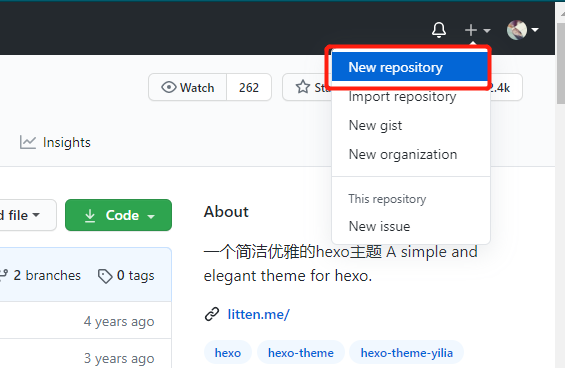 New repository
Watch 262
2.4k
Import repository
New gist
New organization
This repository
New issue
Insights
file
Code
2 branches
0 tags
4 years ago
3 years ago
About
一个简洁优雅的hexo主题 A simple and
elegant theme for hexo.
litten.me/
hexo
hexo-theme
hexo-theme-yilia